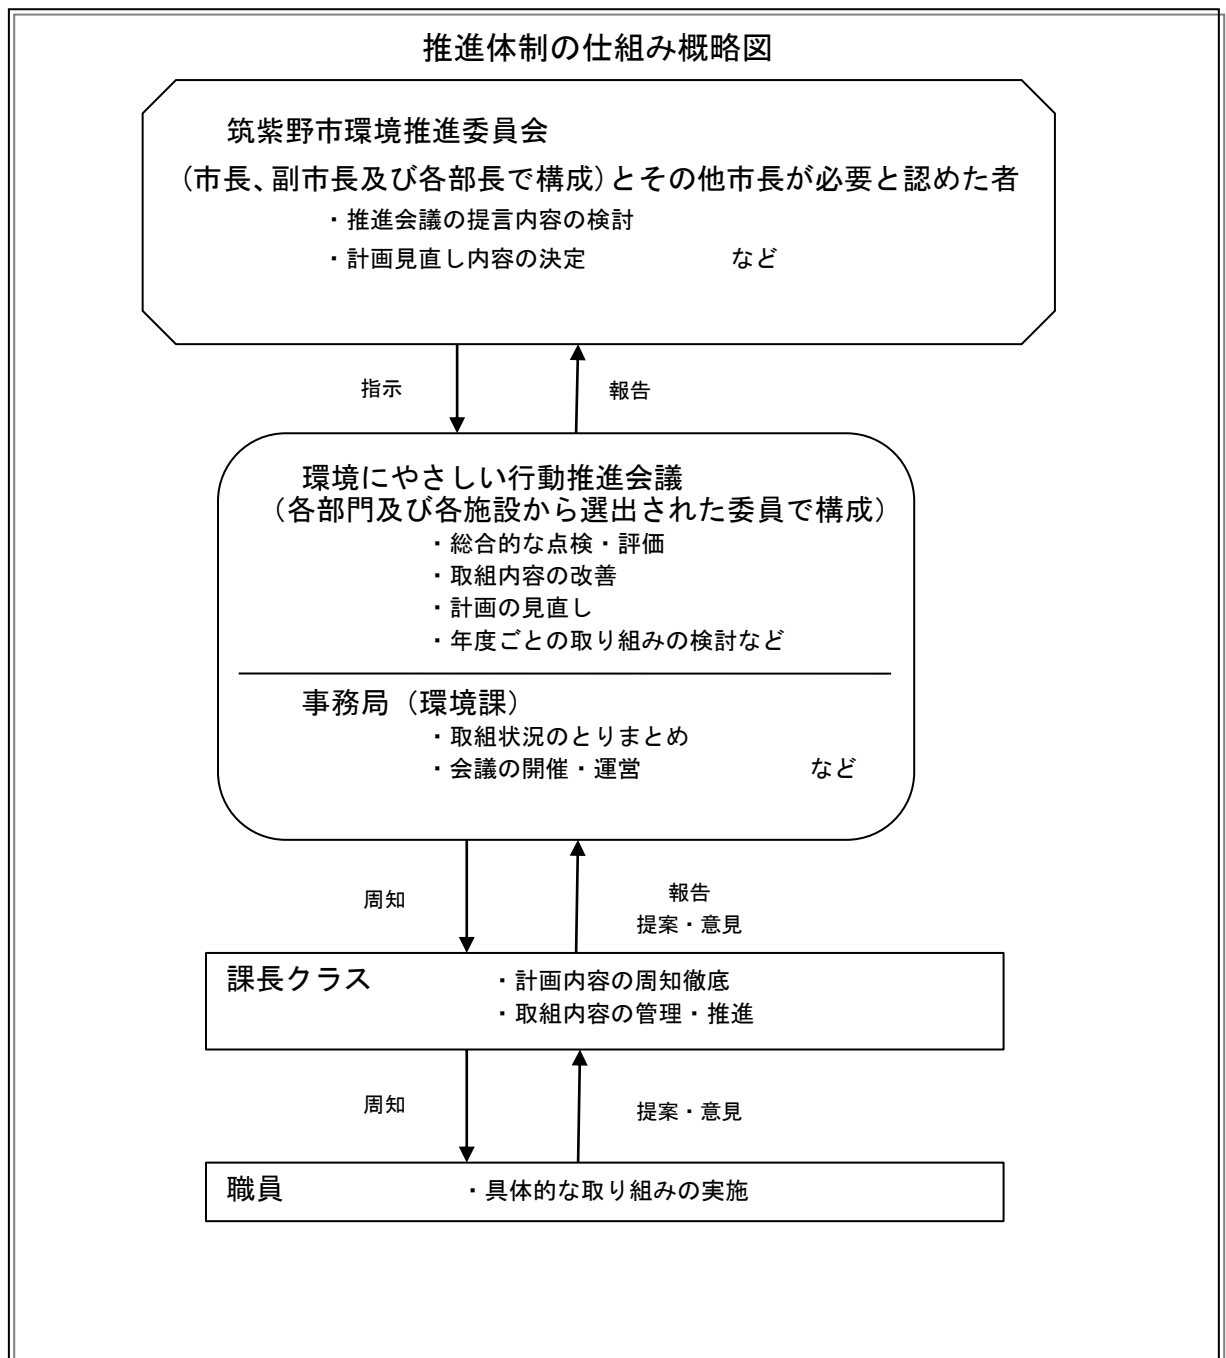 推進体制の仕組み概略図
筑紫野市環境推進委員会
(市長、副市長及び各部長で構成)とその他市長が必要と認めた者
・推進会議の提言内容の検討
・計画見直し内容の決定 など
指示
報告
環境にやさしい行動推進会議
(各部門及び各施設から選出された委員で構成)
・総合的な点検・評価
・取組内容の改善
・計画の見直し
・年度ごとの取り組みの検討など
事務局(環境課)
・取組状況のとりまとめ
・会議の開催・運営 など
周知
報告
提案・意見
課長クラス ・計画内容の周知徹底
・取組内容の管理・推進
周知
提案・意見
職員 ・具体的な取り組みの実施